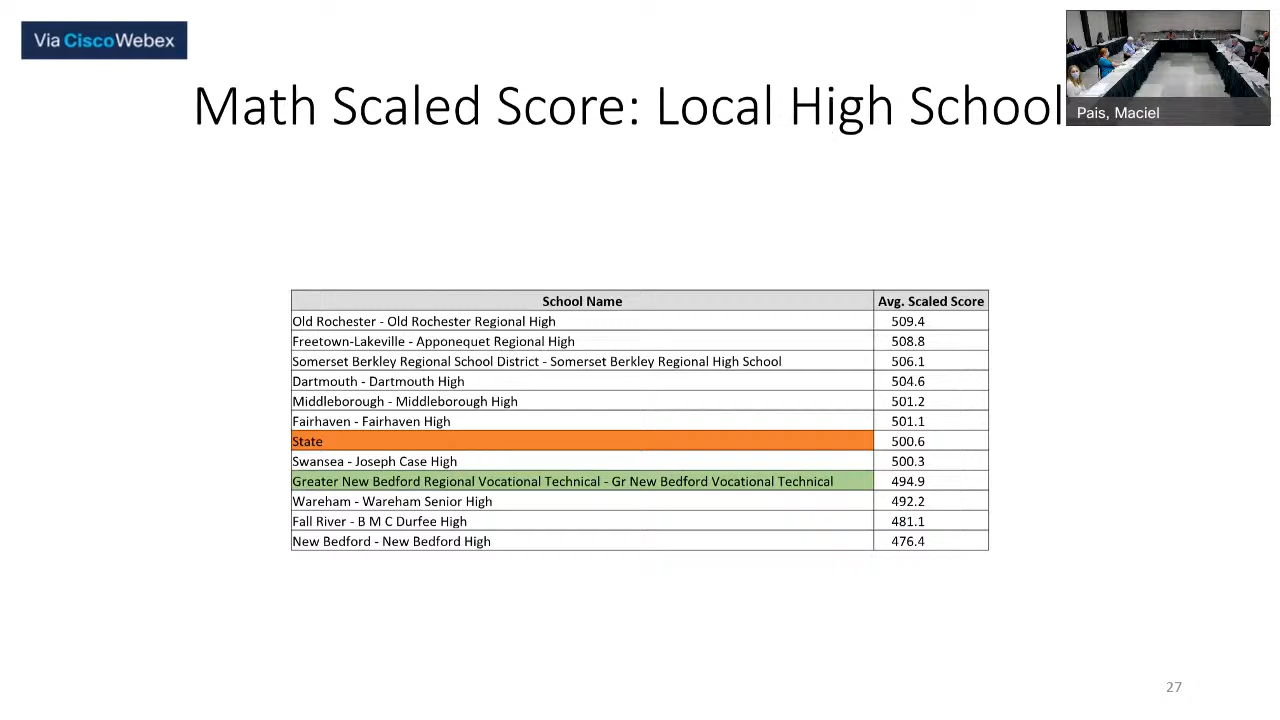 Via Cisco Webex
Math Scaled Score: Local High School
Pais, Maciel
School Name Avg. Scaled Score
Old Rochester - Old Rochester Regional High 509.4
Freetown-Lakeville - Apponequet Regional High 508.8
Somerset Berkley Regional School District - Somerset Berkley Regional High School 506.1
Dartmouth - Dartmouth High 504.6
Middleborough - Middleborough High 501.2
Fairhaven - Fairhaven High 501.1
State 500.6
Swansea - Joseph Case High 500.3
Greater New Bedford Regional Vocational Technical - Gr New Bedford Vocational Technical 494.9
Wareham - Wareham Senior High 492.2
Fall River - B M C Durfee High 481.1
New Bedford - New Bedford High 476.4
27